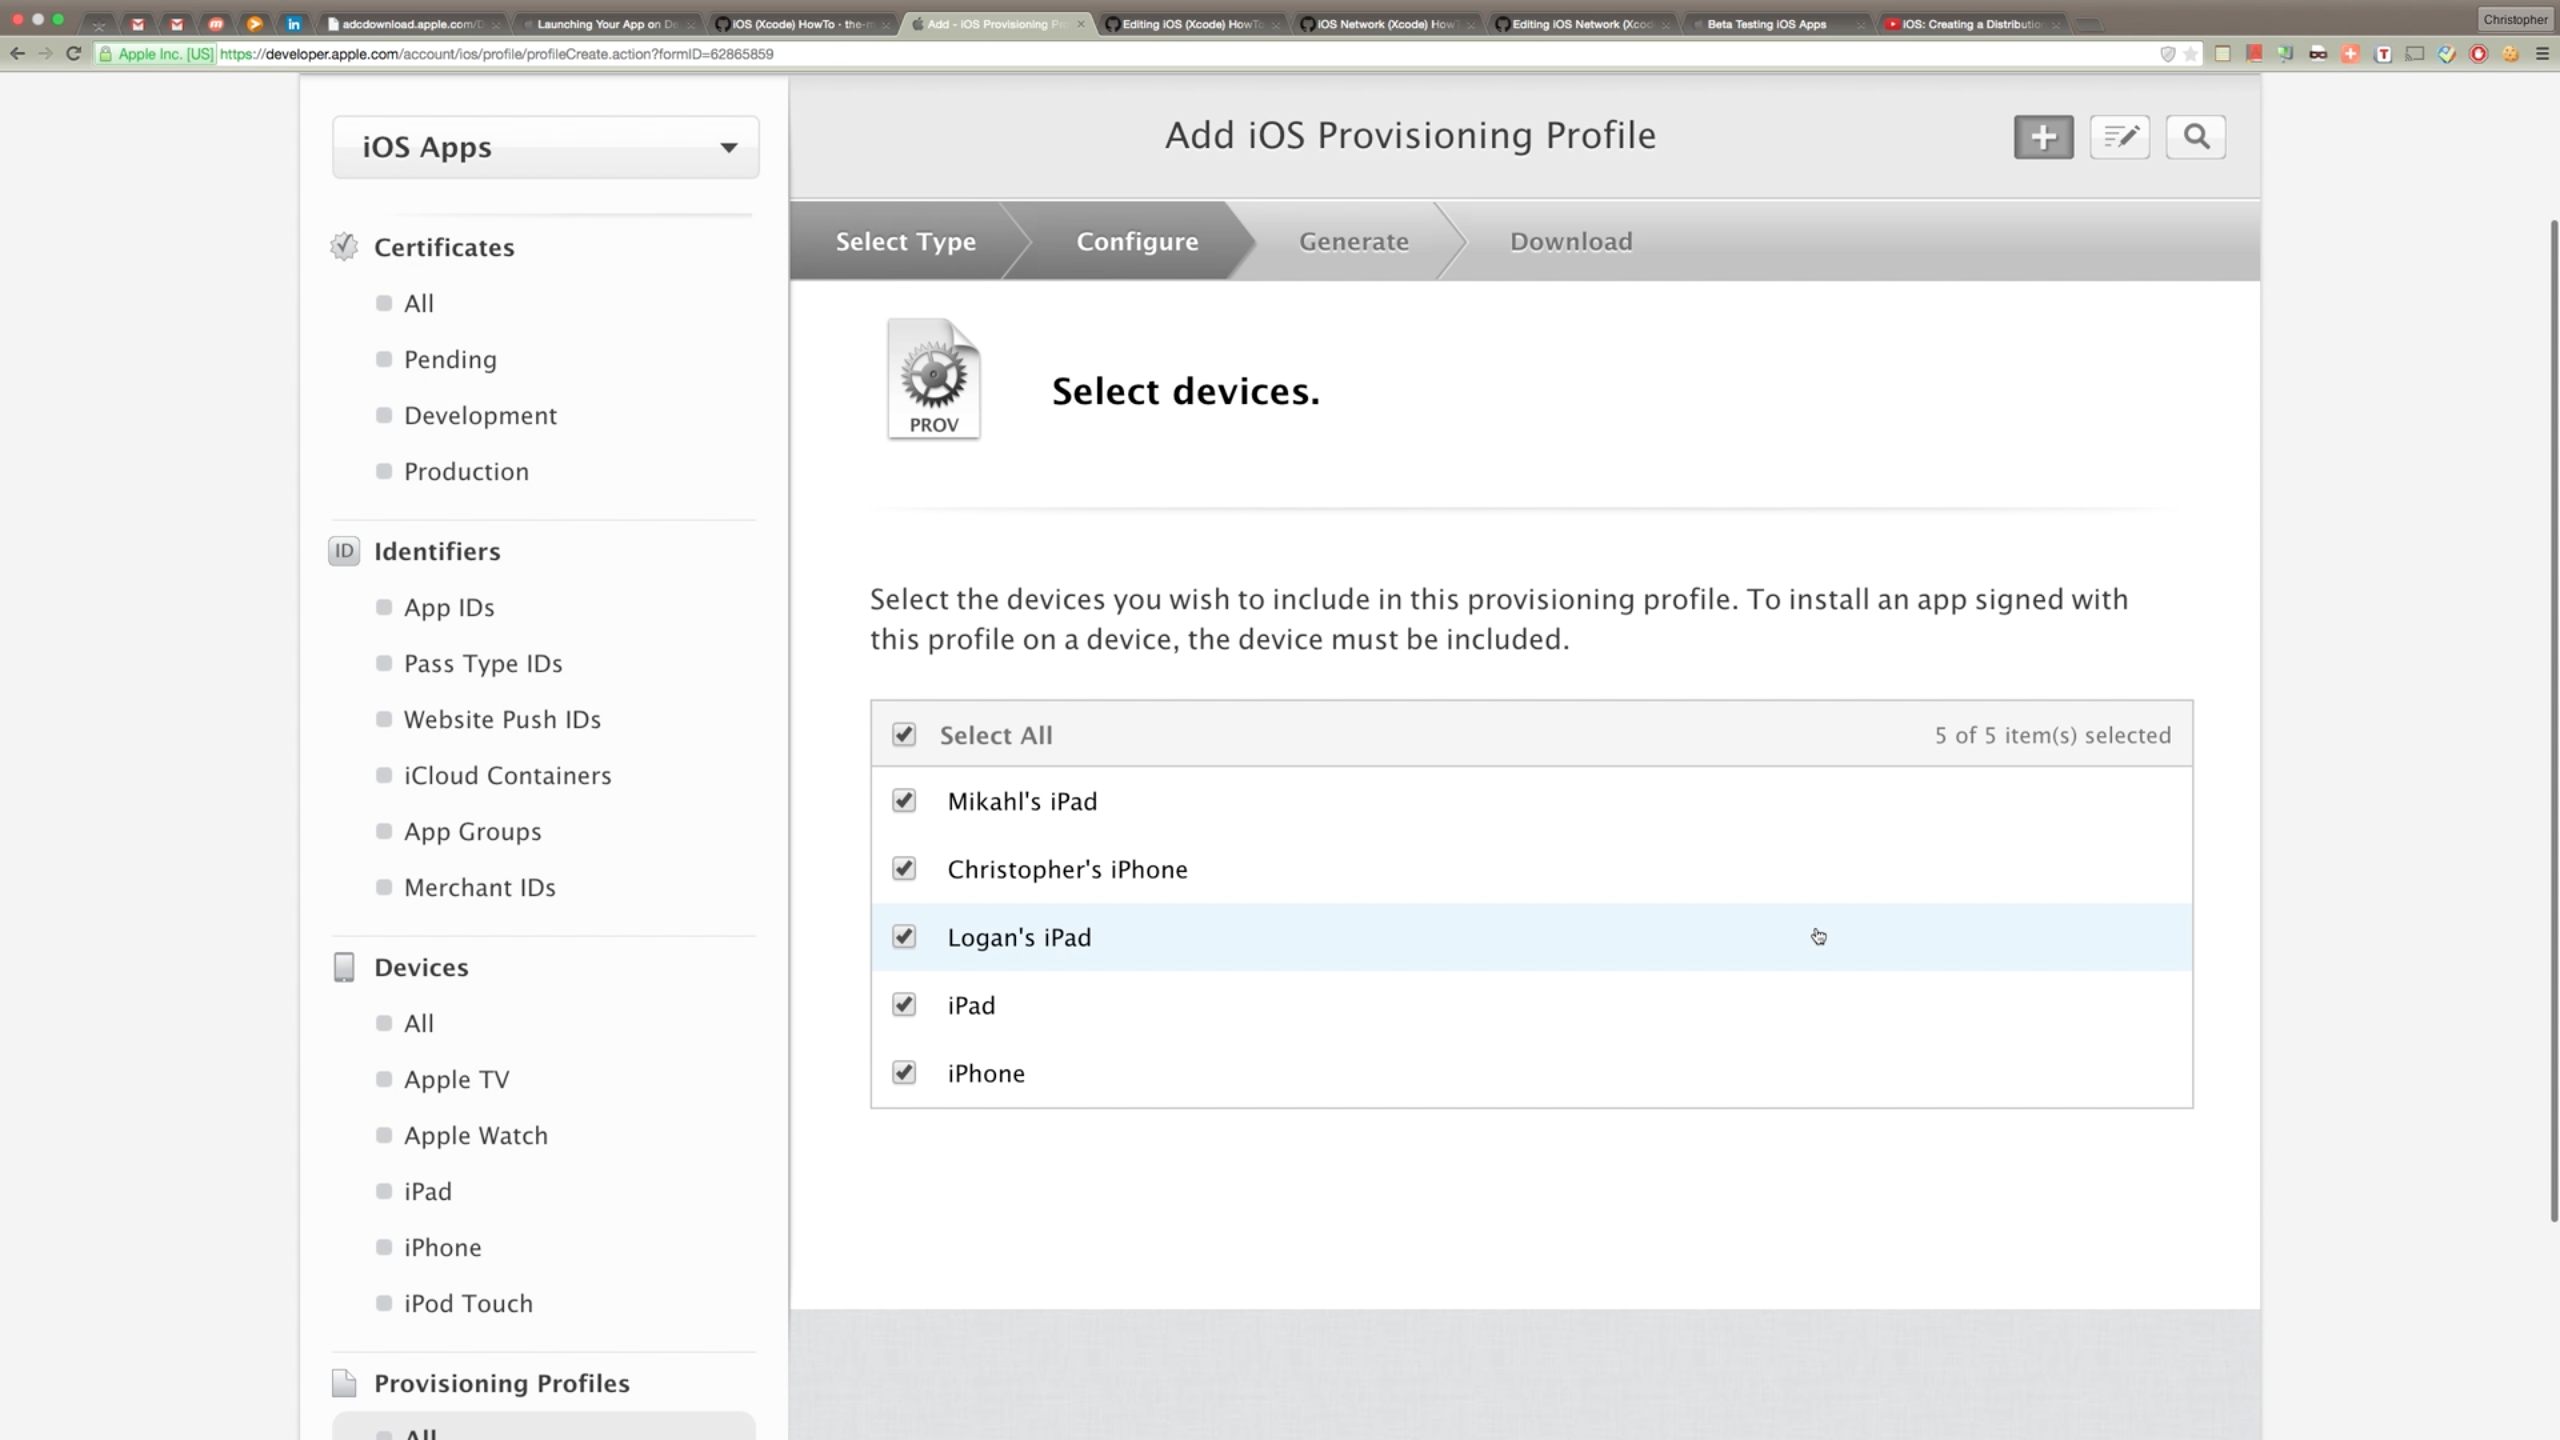 adcdownload.apple.com/D
Launching Your App on De
iOS (Xcode) HowTo - the-m
Add - iOS Provisioning Pr
Editing iOS (Xcode) HowTo
iOS Network (Xcode) HowT
Editing iOS Network (Xcod
Beta Testing iOS Apps
iOS: Creating a Distributio
Christopher
Apple Inc. [US] https://developer.apple.com/account/ios/profile/profileCreate.action?formID=62865859
iOS Apps
Certificates
All
Pending
Development
Production
ID Identifiers
App IDs
Pass Type IDs
Website Push IDs
iCloud Containers
App Groups
Merchant IDs
Devices
All
Apple TV
Apple Watch
iPad
iPhone
iPod Touch
Provisioning Profiles
All
Add iOS Provisioning Profile
Select Type
Configure
Generate
Download
PROV
Select devices.
Select the devices you wish to include in this provisioning profile. To install an app signed with
this profile on a device, the device must be included.
Select All
5 of 5 item(s) selected
Mikahl's iPad
Christopher's iPhone
Logan's iPad
iPad
iPhone